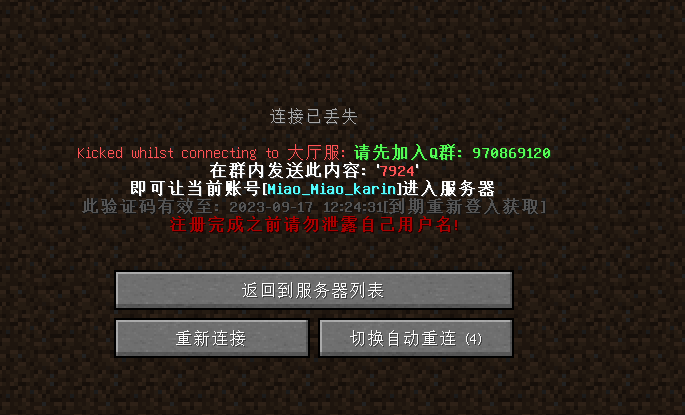 连接已丢失
Kicked whilst connecting to 大厅服: 请先加入Q群: 970869120
在群内发送此内容: '7924'
即可让当前账号[Miao_Miao_karin]进入服务器
此验证码有效至: 2023-09-17 12:24:31[到期重新登入获取]
注册完成之前请勿泄露自己用户名!
返回到服务器列表
重新连接
切换自动重连 (4)